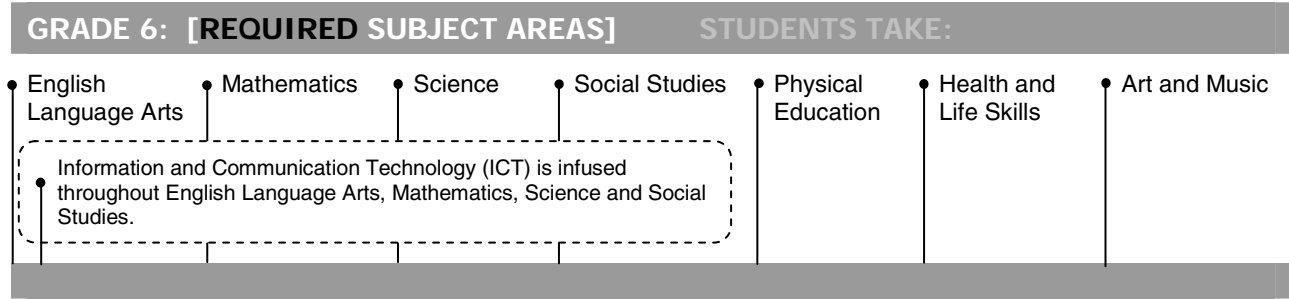 GRADE 6: [REQUIRED SUBJECT AREAS] STUDENTS TAKE:
English
Language Arts
Mathematics
Science
Social Studies
Physical
Education
Health and
Life Skills
Art and Music
Information and Communication Technology (ICT) is infused
throughout English Language Arts, Mathematics, Science and Social
Studies.